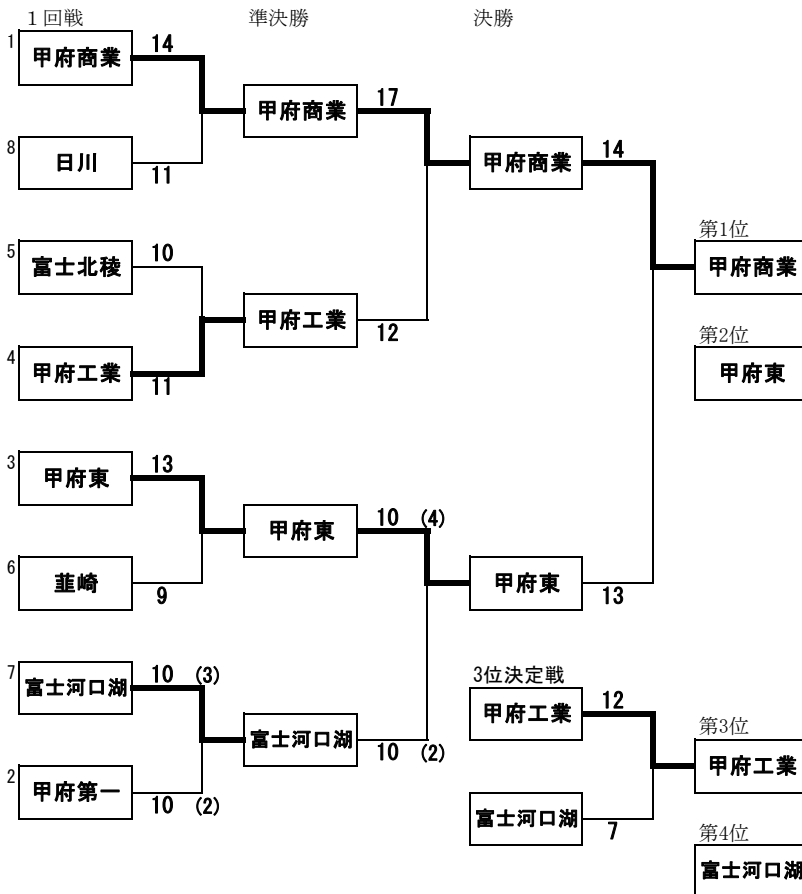 1回戦 準決勝 決勝
1 甲府商業 14
甲府商業 17
8 日川 11
甲府商業 14
5 富士北稜 10
第1位
甲府商業
甲府工業 12
4 甲府工業 11
第2位
甲府東
3 甲府東 13
甲府東 10 (4)
6 韮崎 9
甲府東 13
7 富士河口湖 10 (3)
3位決定戦
甲府工業 12
富士河口湖 10 (2)
第3位
甲府工業
2 甲府第一 10 (2)
富士河口湖 7
第4位
富士河口湖